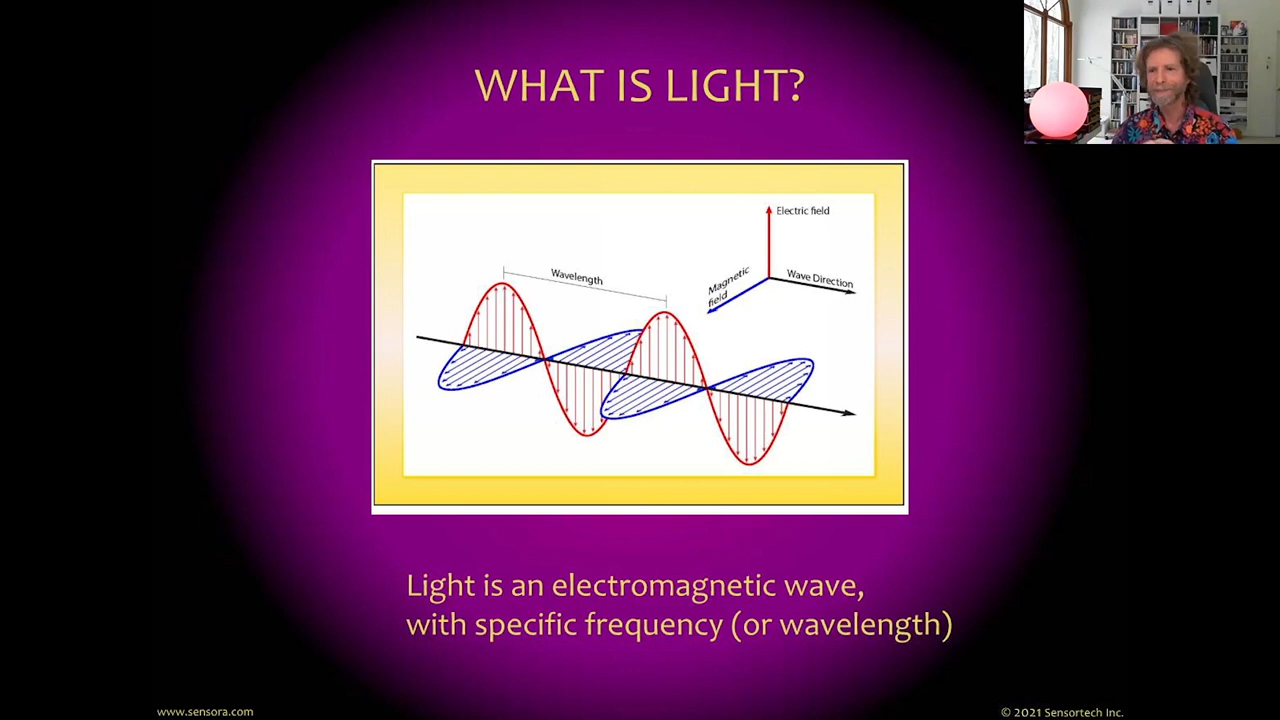 WHAT IS LIGHT?
Electric field
Wavelength
Magnetic
field
Wave Direction
Light is an electromagnetic wave,
with specific frequency (or wavelength)
www.sensora.com
© 2021 Sensortech Inc.